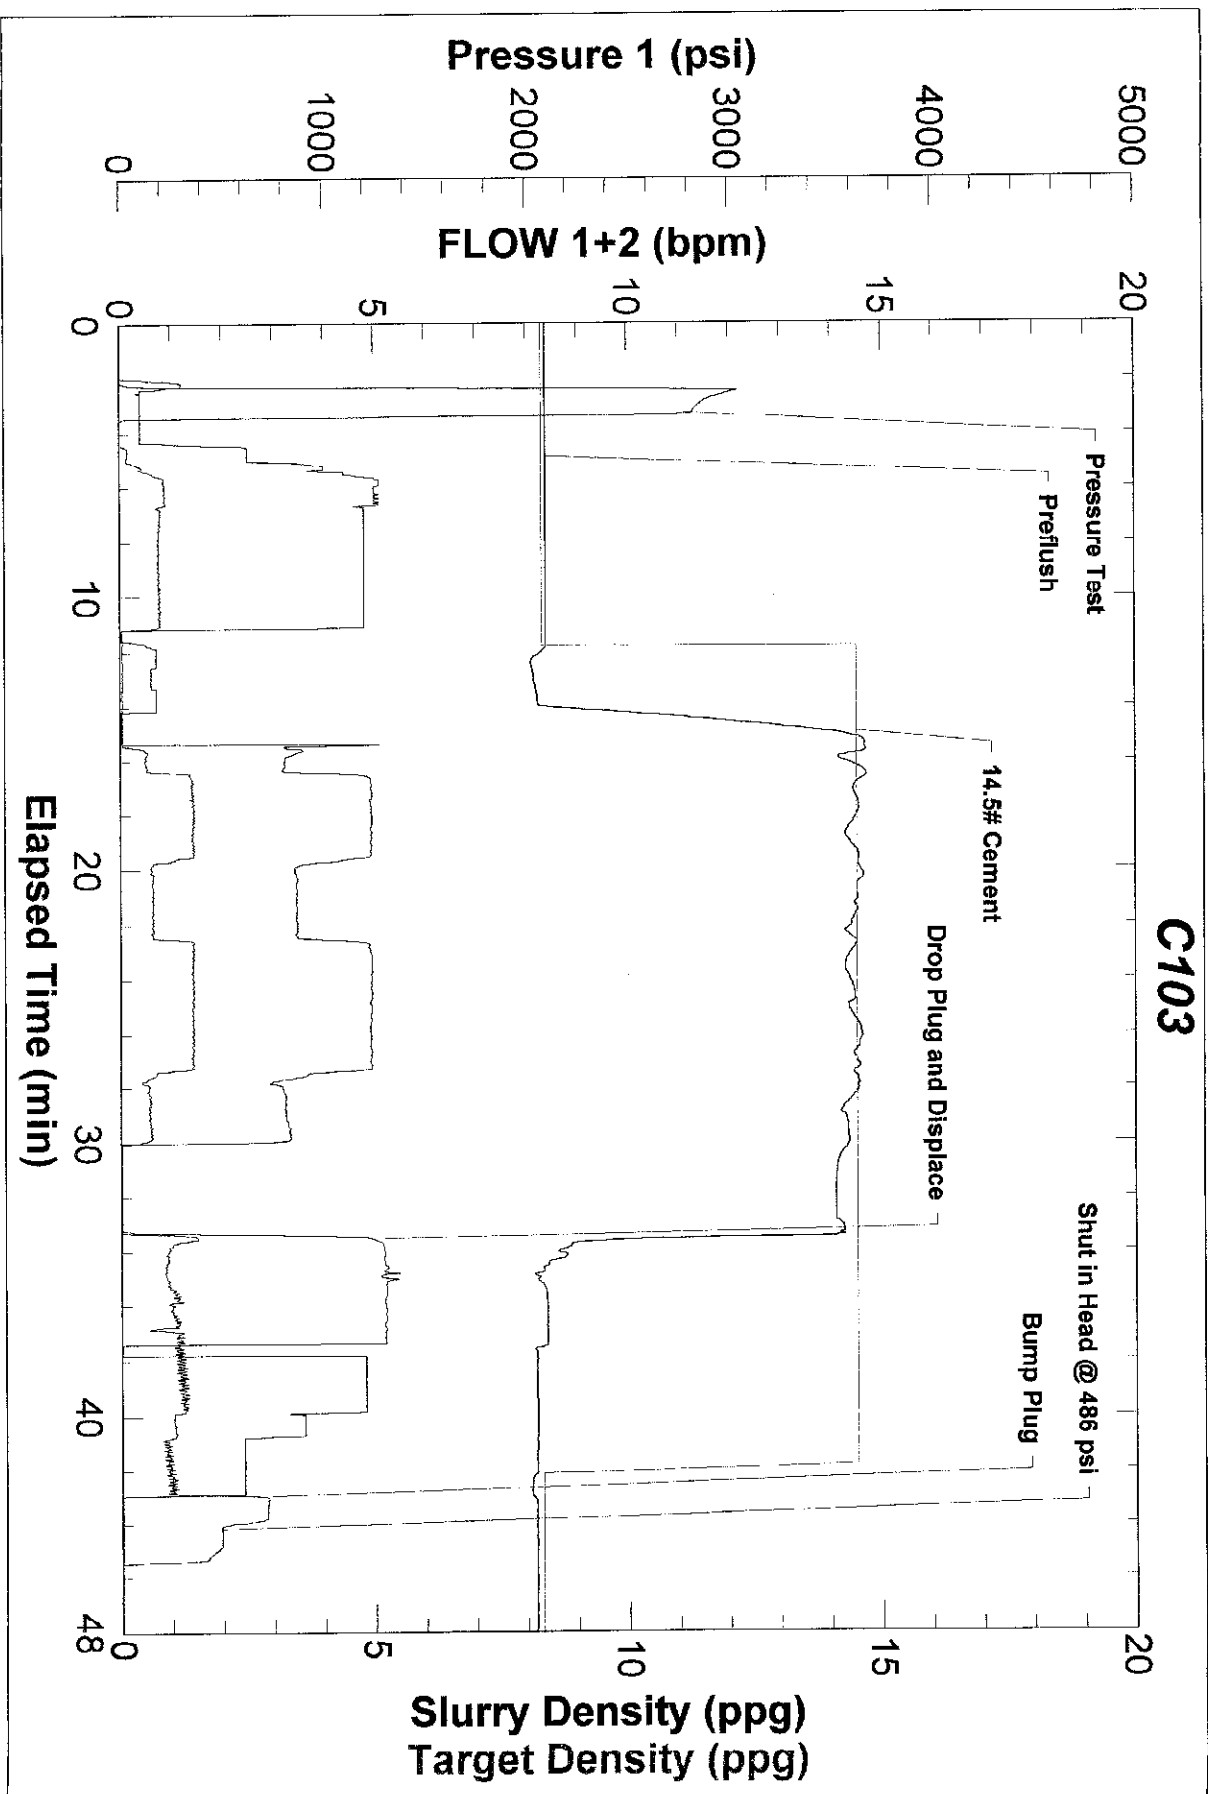 C103
Pressure 1 (psi)
5000
4000
3000
2000
1000
0
FLOW 1+2 (bpm)
20
15
10
5
0
Pressure Test
Preflush
14.5# Cement
Drop Plug and Displace
Shut in Head @ 486 psi
Bump Plug
20
15
10
5
0
Slurry Density (ppg)
Target Density (ppg)
0
10
20
30
40
48
Elapsed Time (min)